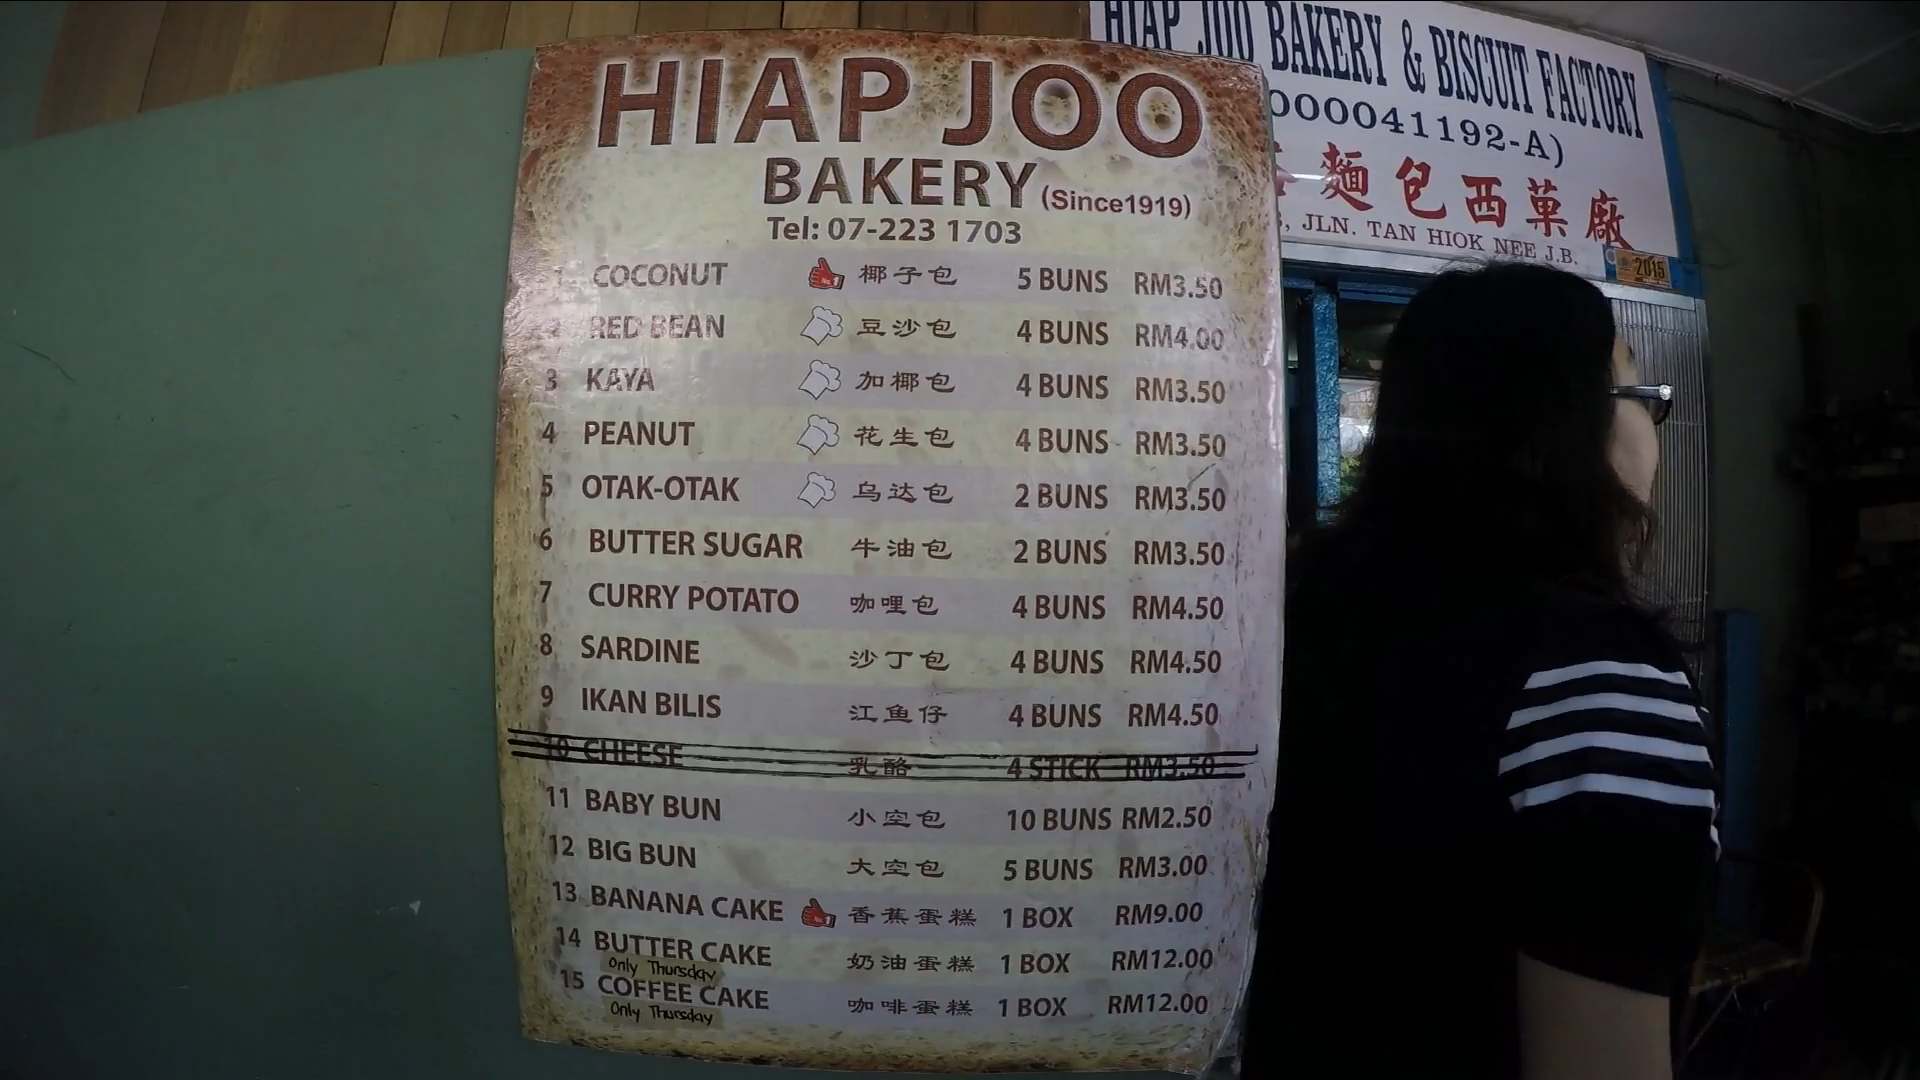 HIAP JOO
BAKERY (Since1919)
Tel: 07-223 1703
1 COCONUT No.1 椰子包 5 BUNS RM3.50
2 RED BEAN 豆沙包 4 BUNS RM4.00
3 KAYA 加椰包 4 BUNS RM3.50
4 PEANUT 花生包 4 BUNS RM3.50
5 OTAK-OTAK 乌达包 2 BUNS RM3.50
6 BUTTER SUGAR 牛油包 2 BUNS RM3.50
7 CURRY POTATO 咖哩包 4 BUNS RM4.50
8 SARDINE 沙丁包 4 BUNS RM4.50
9 IKAN BILIS 江鱼仔 4 BUNS RM4.50
10 CHEESE 乳酪 4 STICK RM3.50
11 BABY BUN 小空包 10 BUNS RM2.50
12 BIG BUN 大空包 5 BUNS RM3.00
13 BANANA CAKE No.1 香蕉蛋糕 1 BOX RM9.00
14 BUTTER CAKE 奶油蛋糕 1 BOX RM12.00
Only Thursday
15 COFFEE CAKE 咖啡蛋糕 1 BOX RM12.00
Only Thursday
HIAP JOO BAKERY & BISCUIT FACTORY
000041192-A)
麵包西菓廠
JLN. TAN HIOK NEE J.B.
2015